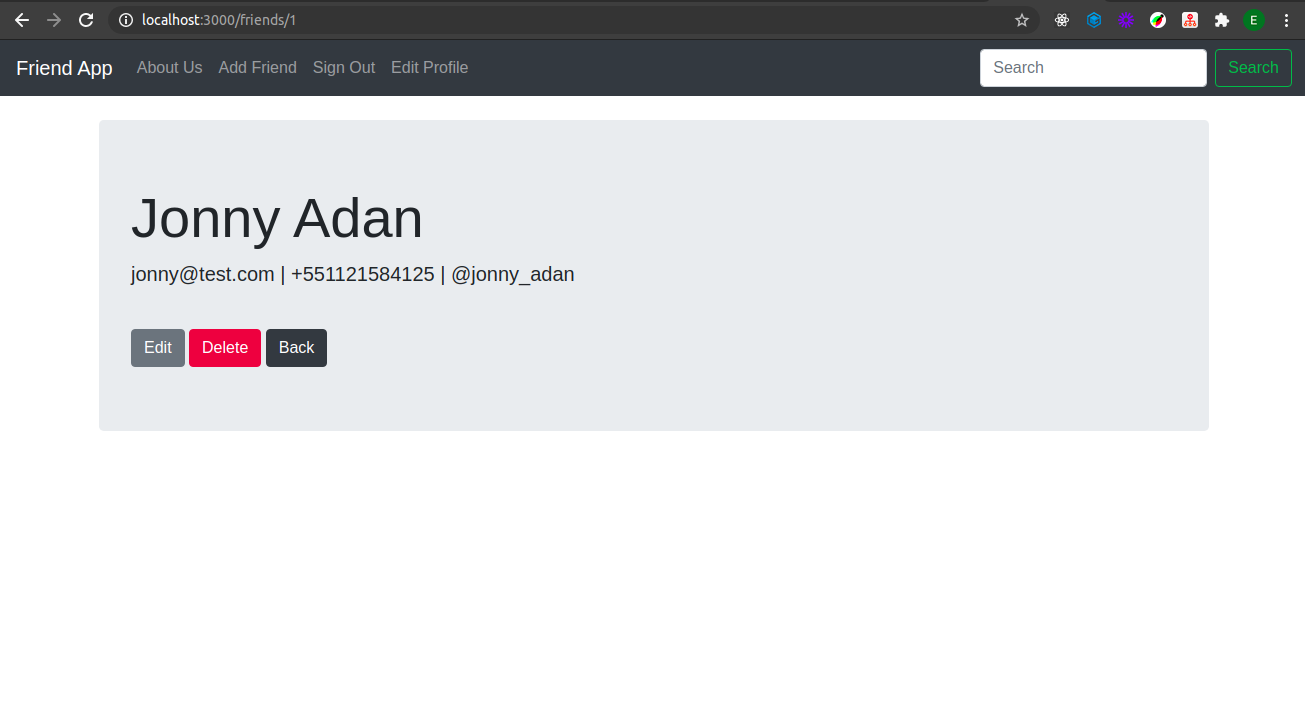 localhost:3000/friends/1
E
Friend App About Us Add Friend Sign Out Edit Profile Search Search
Jonny Adan
jonny@test.com | +551121584125 | @jonny_adan
Edit Delete Back